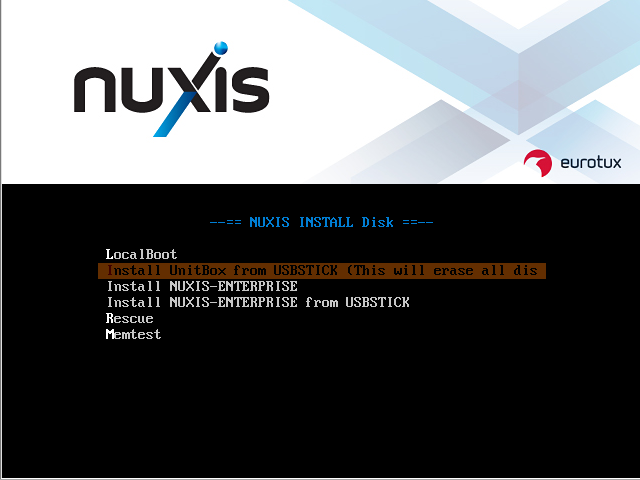 nuxis
eurotux
--== NUXIS INSTALL Disk ==--
LocalBoot
Install UnitBox from USBSTICK (This will erase all dis
Install NUXIS-ENTERPRISE
Install NUXIS-ENTERPRISE from USBSTICK
Rescue
Memtest